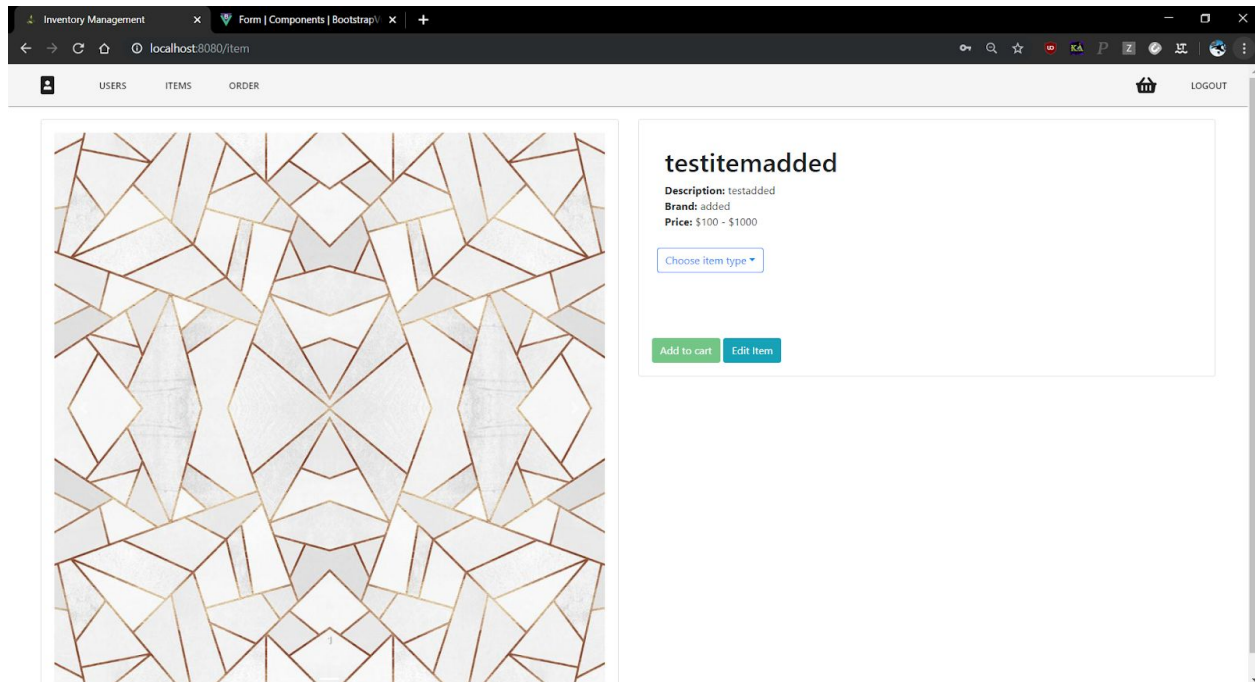 Inventory Management
Form | Components | BootstrapV
localhost:8080/item
USERS ITEMS ORDER LOGOUT
testitemadded
Description: testadded
Brand: added
Price: $100 - $1000
Choose item type
Add to cart Edit Item